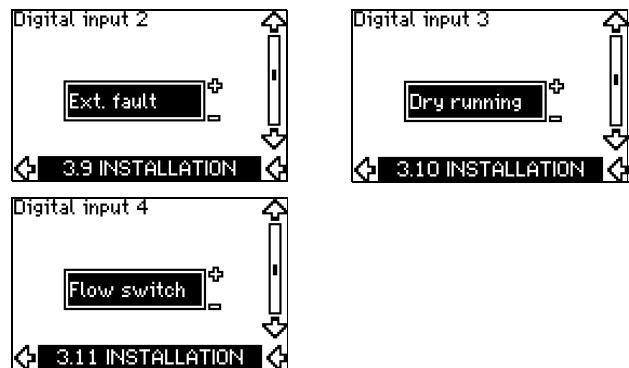 Digital input 2
Ext. fault
3.9 INSTALLATION
Digital input 3
Dry running
3.10 INSTALLATION
Digital input 4
Flow switch
3.11 INSTALLATION